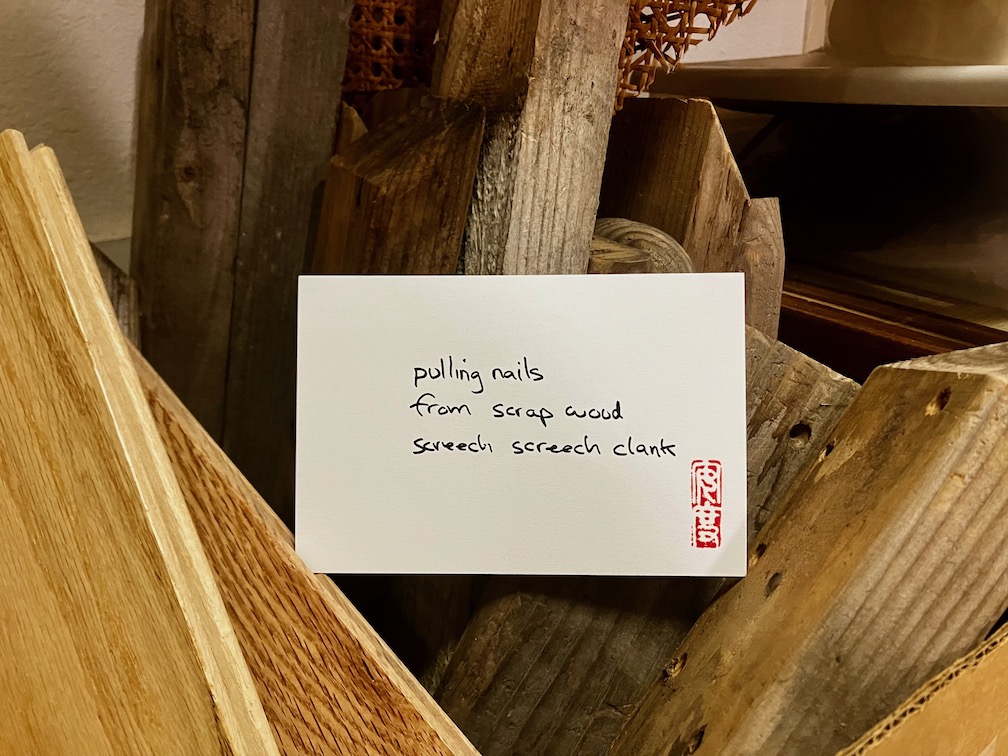 pulling nails
from scrap wood
screech screech clank